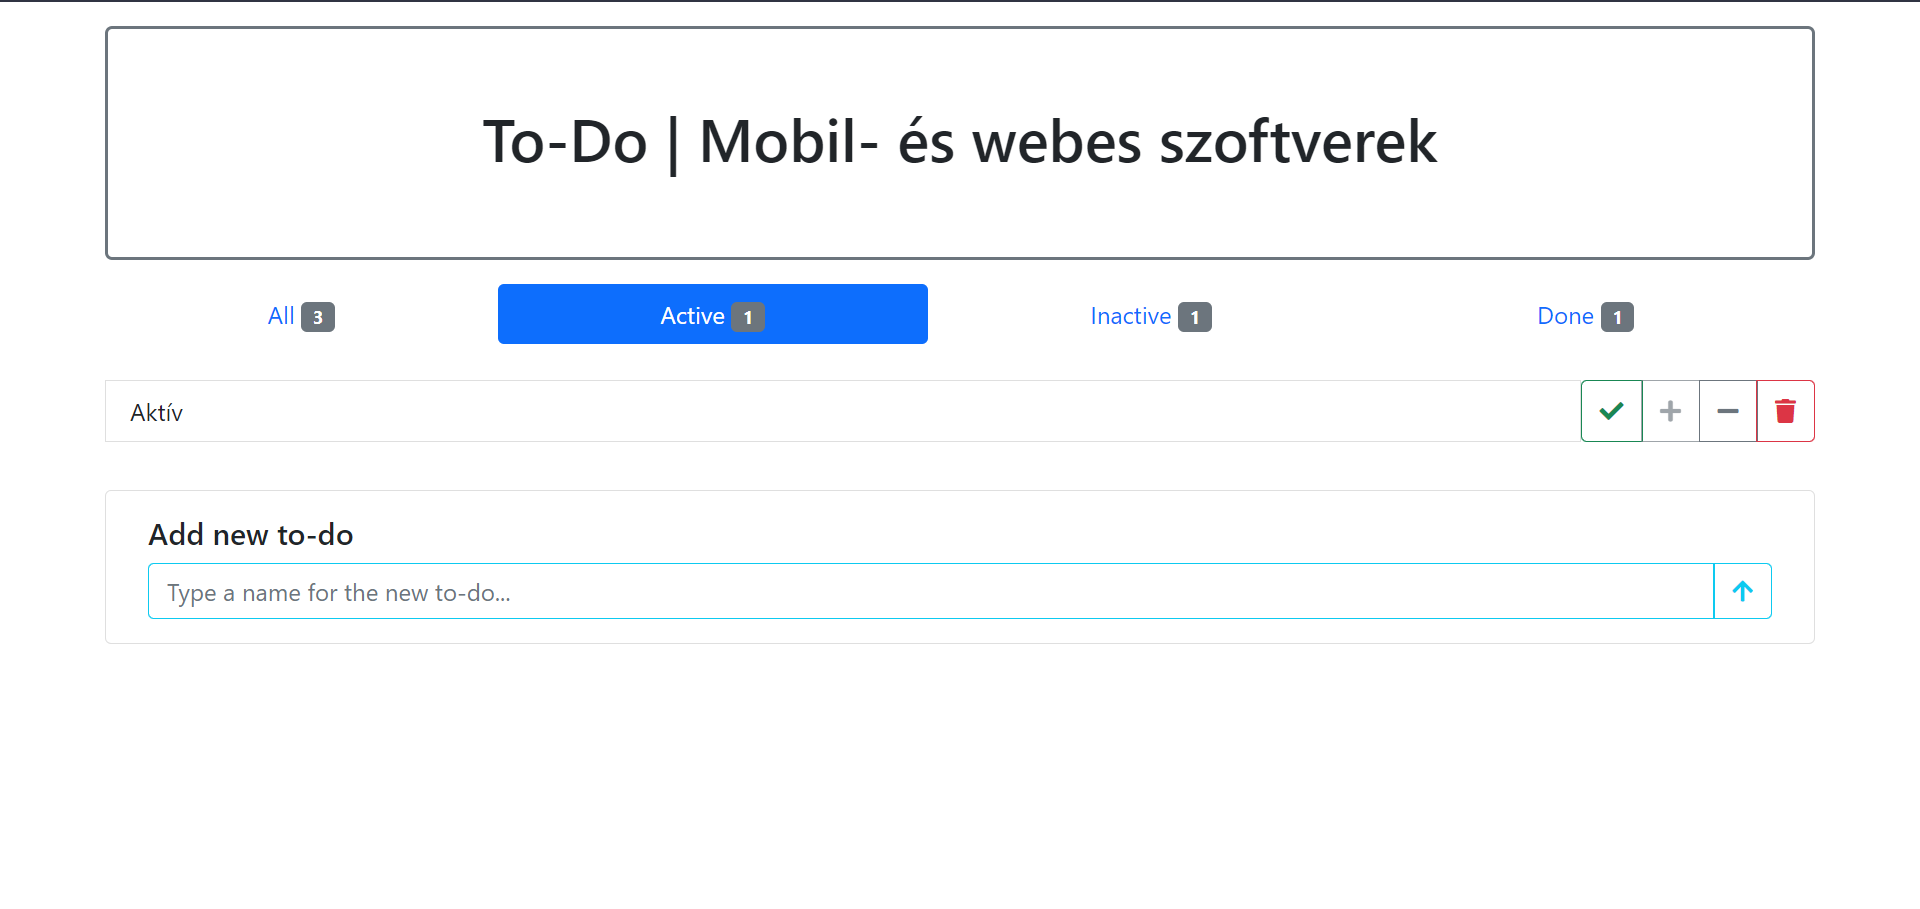 To-Do | Mobil- és webes szoftverek
All 3 Active 1 Inactive 1 Done 1
Aktív
Add new to-do
Type a name for the new to-do...